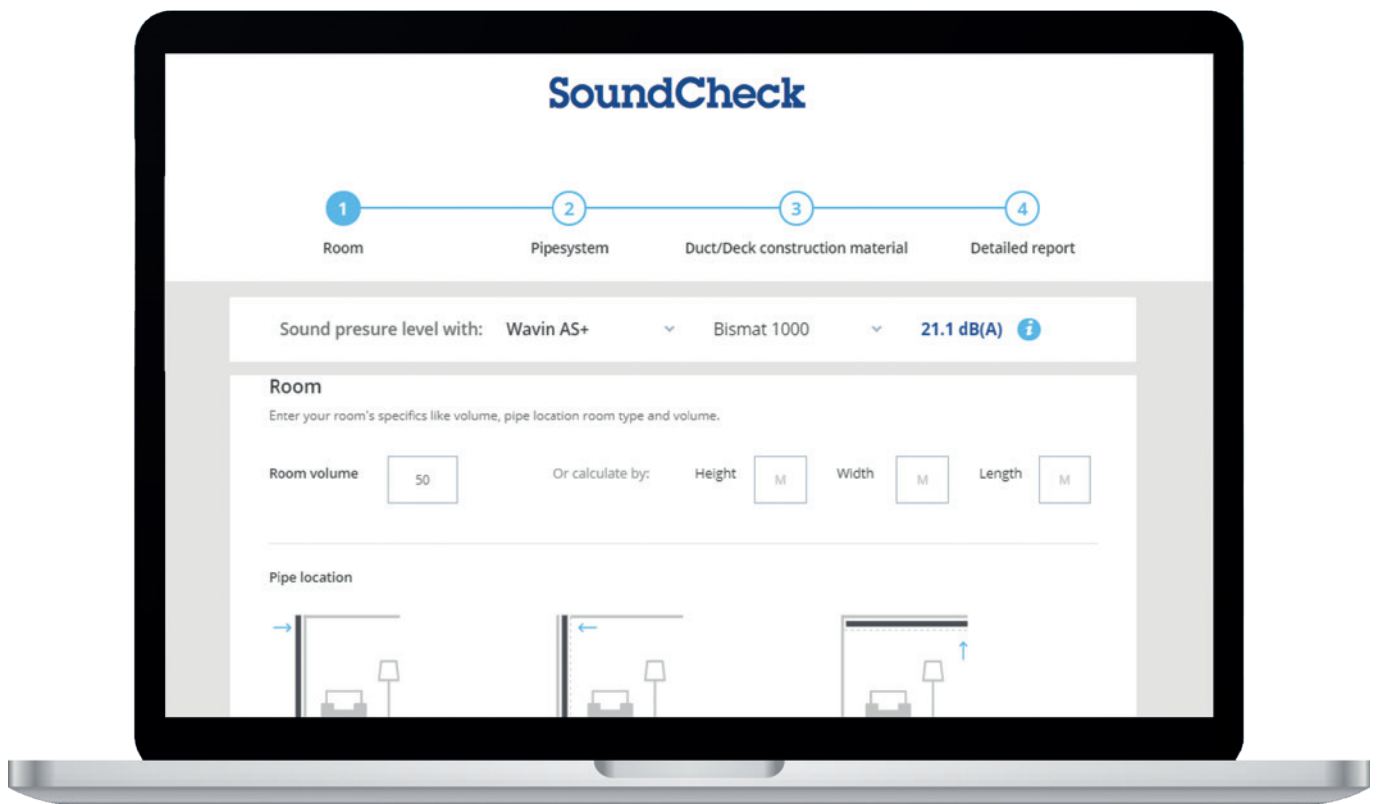 SoundCheck
1 2 3 4
Room Pipesystem Duct/Deck construction material Detailed report
Sound presure level with: Wavin AS+ Bismat 1000 21.1 dB(A) i
Room
Enter your room's specifics like volume, pipe location room type and volume.
Room volume 50 Or calculate by: Height M Width M Length M
Pipe location